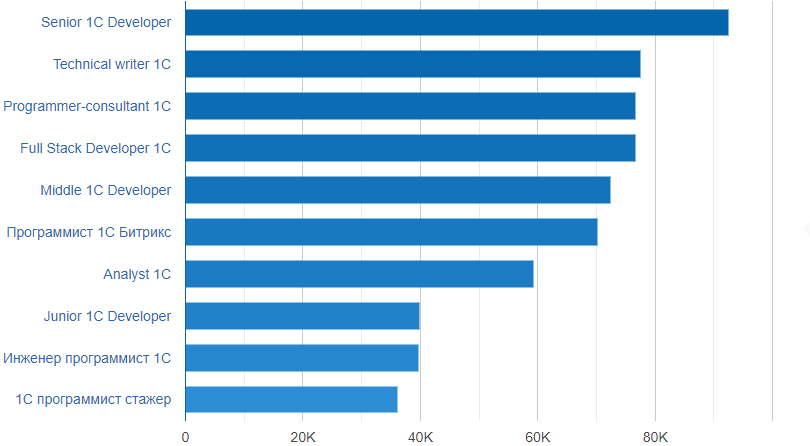 Senior 1C Developer
Technical writer 1C
Programmer-consultant 1C
Full Stack Developer 1C
Middle 1C Developer
Программист 1С Битрикс
Analyst 1C
Junior 1C Developer
Инженер программист 1С
1С программист стажер
0 20K 40K 60K 80K